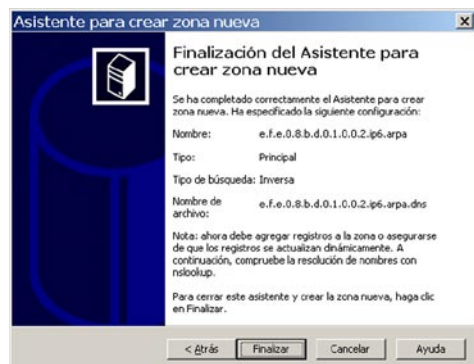 Asistente para crear zona nueva
Finalización del Asistente para
crear zona nueva
Se ha completado correctamente el Asistente para crear
zona nueva. Ha especificado la siguiente configuración:
Nombre: e.f.e.0.8.b.d.0.1.0.0.2.ip6.arpa
Tipo: Principal
Tipo de búsqueda: Inversa
Nombre de
archivo: e.f.e.0.8.b.d.0.1.0.0.2.ip6.arpa.dns
Nota: ahora debe agregar registros a la zona o asegurarse
de que los registros se actualizan dinámicamente. A
continuación, compruebe la resolución de nombres con
nslookup.
Para cerrar este asistente y crear la zona nueva, haga clic
en Finalizar.
< Atrás Finalizar Cancelar Ayuda